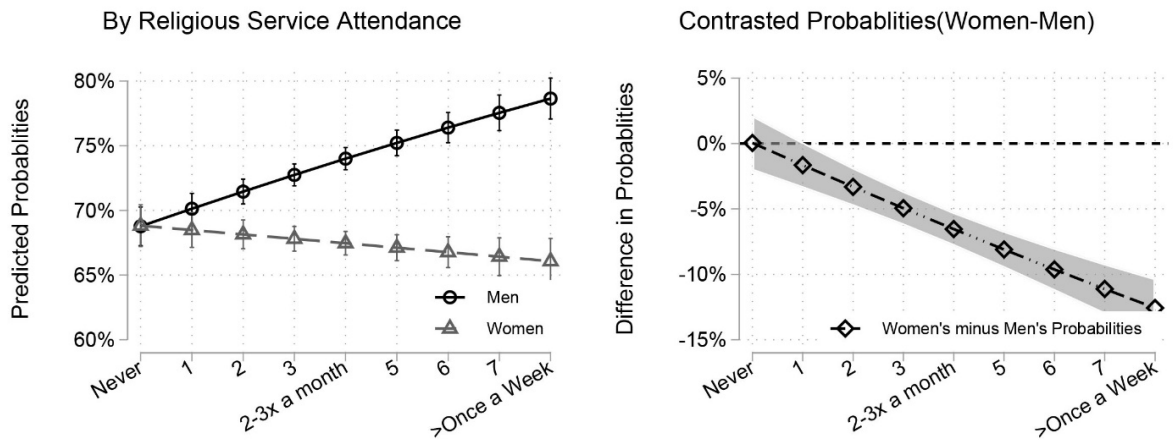 By Religious Service Attendance
Predicted Probablities
80%
75%
70%
65%
60%
Men
Women
Never
1
2
3
2-3x a month
5
6
7
>Once a Week
Contrasted Probablities(Women-Men)
Difference in Probablities
5%
0%
-5%
-10%
-15%
Women's minus Men's Probabilities
Never
1
2
3
2-3x a month
5
6
7
>Once a Week